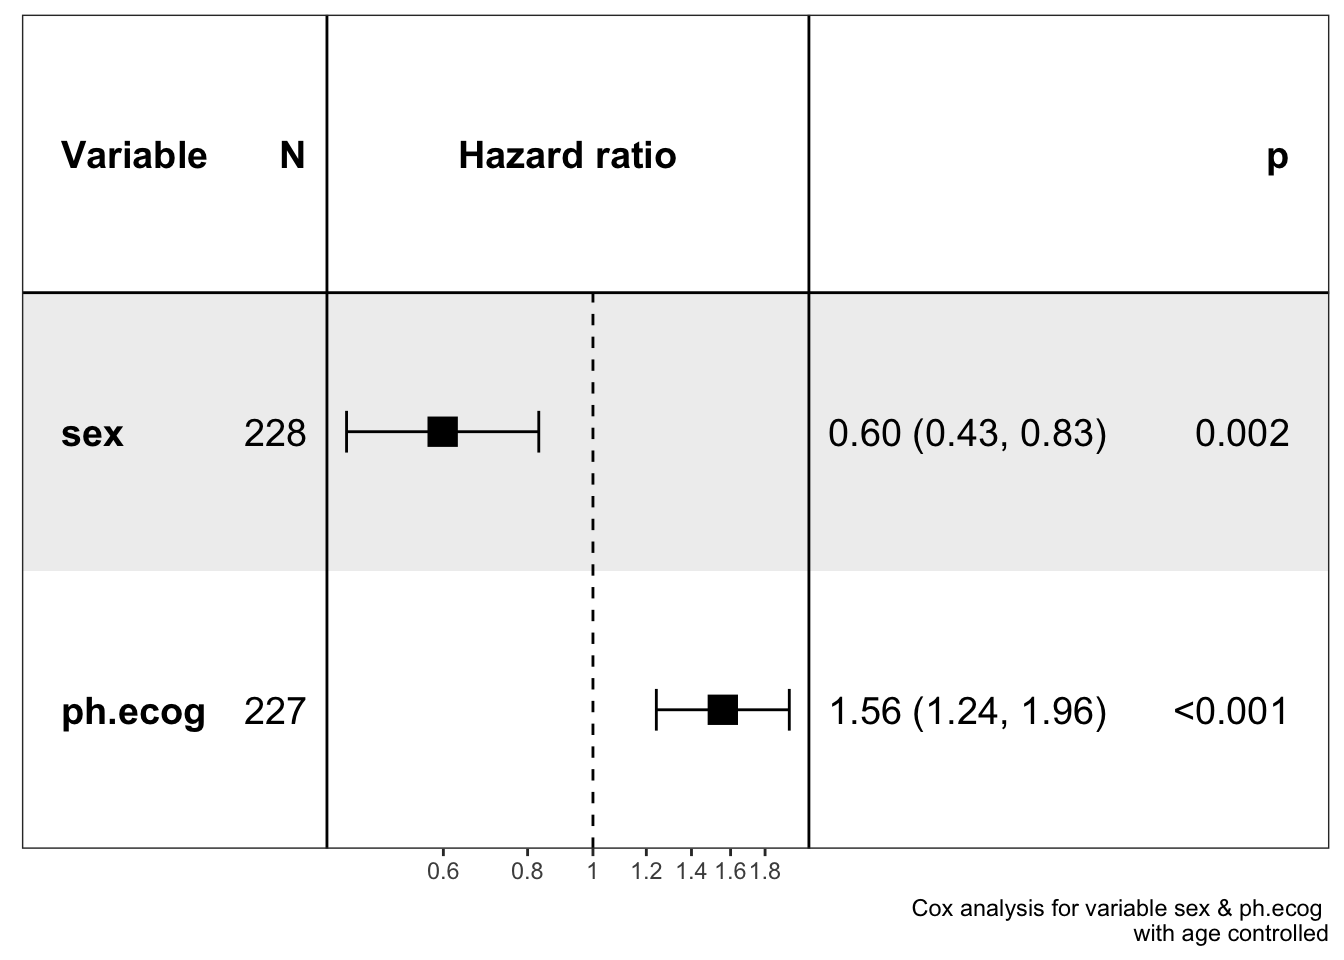 Variable N Hazard ratio p
sex 228 0.60 (0.43, 0.83) 0.002
ph.ecog 227 1.56 (1.24, 1.96) <0.001
0.6 0.8 1 1.2 1.4 1.6 1.8
Cox analysis for variable sex & ph.ecog
with age controlled